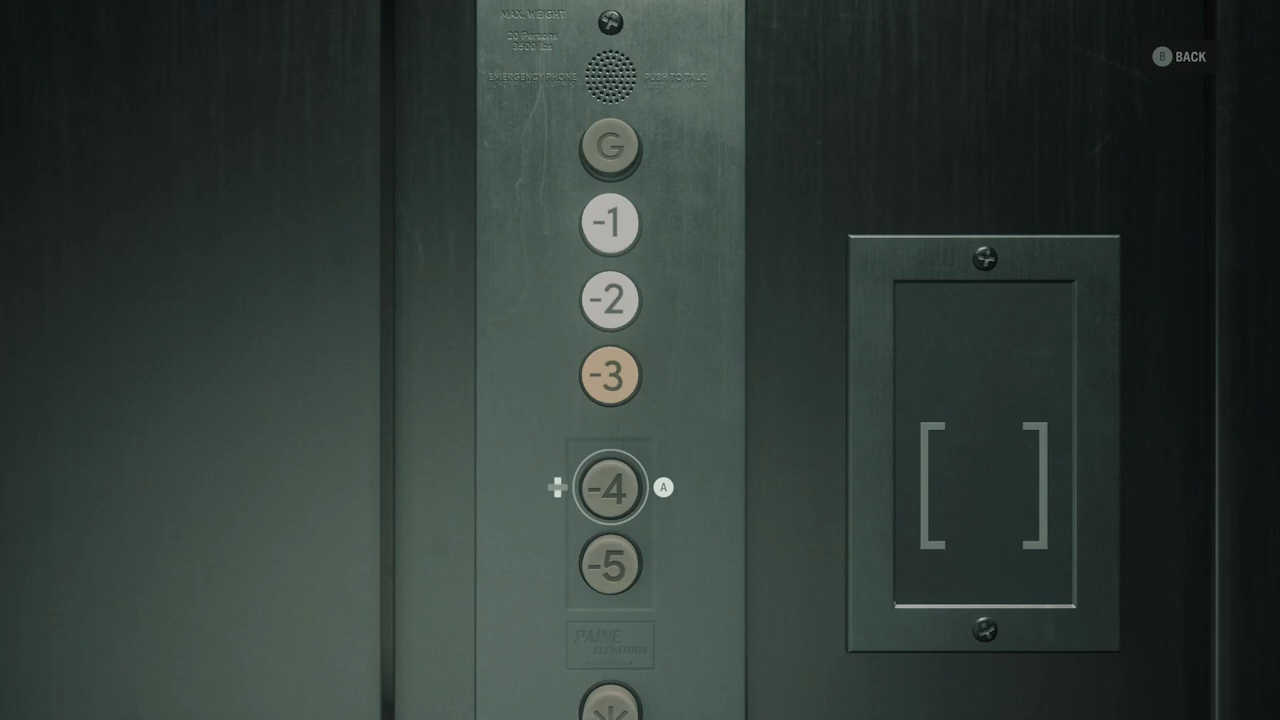 MAX. WEIGHT
20 Persons
3500 lbs
EMERGENCY PHONE
PUSH TO TALK
B BACK
G
-1
-2
-3
-4
A
-5
PAINE
ELEVATORS